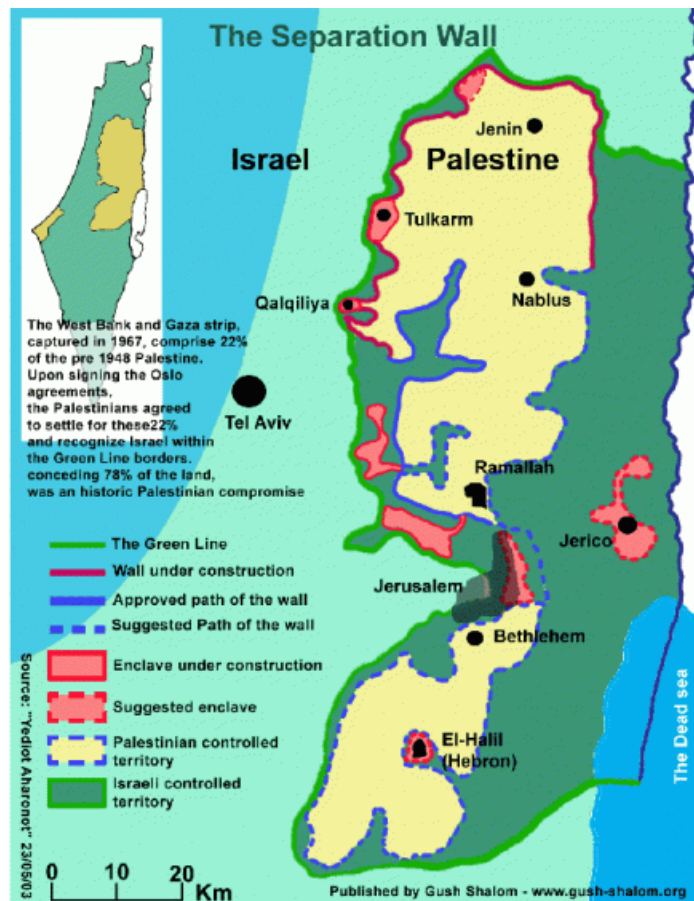 The Separation Wall
Jenin
Israel
Palestine
Tulkarm
Qalqiliya
Nablus
The West Bank and Gaza strip,
captured in 1967, comprise 22%
of the pre 1948 Palestine.
Upon signing the Oslo
agreements,
the Palestinians agreed
to settle for these22%
and recognize Israel within
the Green Line borders.
conceding 78% of the land,
was an historic Palestinian compromise
Tel Aviv
Ramallah
Jerico
The Green Line
Wall under construction
Approved path of the wall
Suggested Path of the wall
Enclave under construction
Suggested enclave
Palestinian controlled
territory
Israeli controlled
territory
Jerusalem
Bethlehem
El-Halil
(Hebron)
The Dead sea
Source: "Yediot Aharonot" 23/05/03
0 10 20
Km
Published by Gush Shalom - www.gush-shalom.org